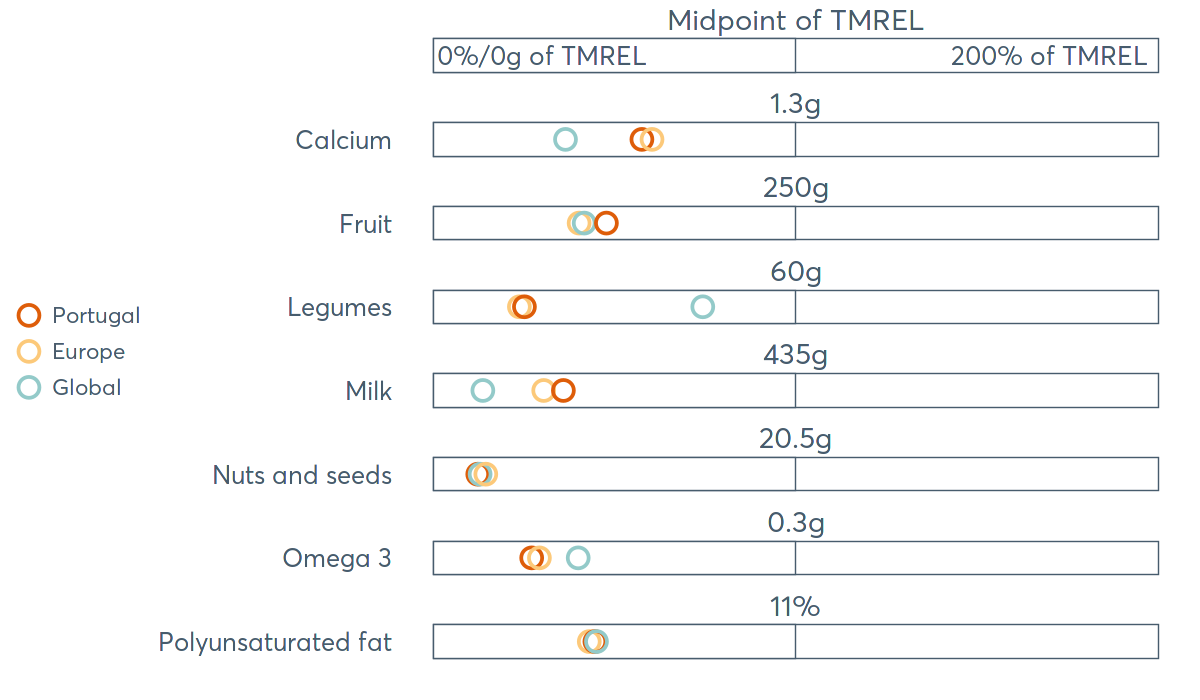 Midpoint of TMREL
0%/0g of TMREL 200% of TMREL
1.3g
Calcium
250g
Fruit
60g
Legumes
Portugal
Europe
Global
435g
Milk
20.5g
Nuts and seeds
0.3g
Omega 3
11%
Polyunsaturated fat